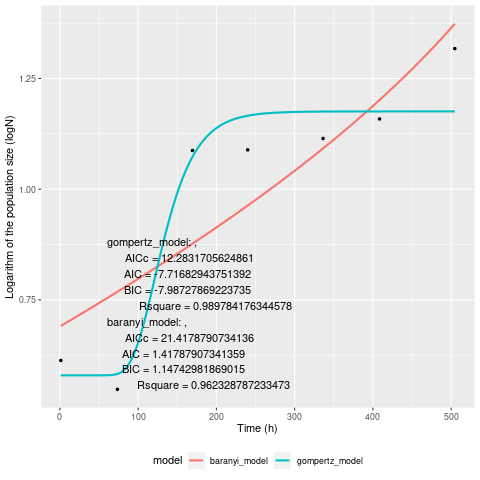 Logarithm of the population size (logN)
1.25
1.00
0.75
gompertz_model: ,
AICc = 12.2831705624861
AIC = -7.71682943751392
BIC = -7.98727869223735
Rsquare = 0.989784176344578
baranyi_model: ,
AICc = 21.4178790734136
AIC = 1.41787907341359
BIC = 1.14742981869015
Rsquare = 0.962328787233473
0 100 200 300 400 500
Time (h)
model baranyi_model gompertz_model